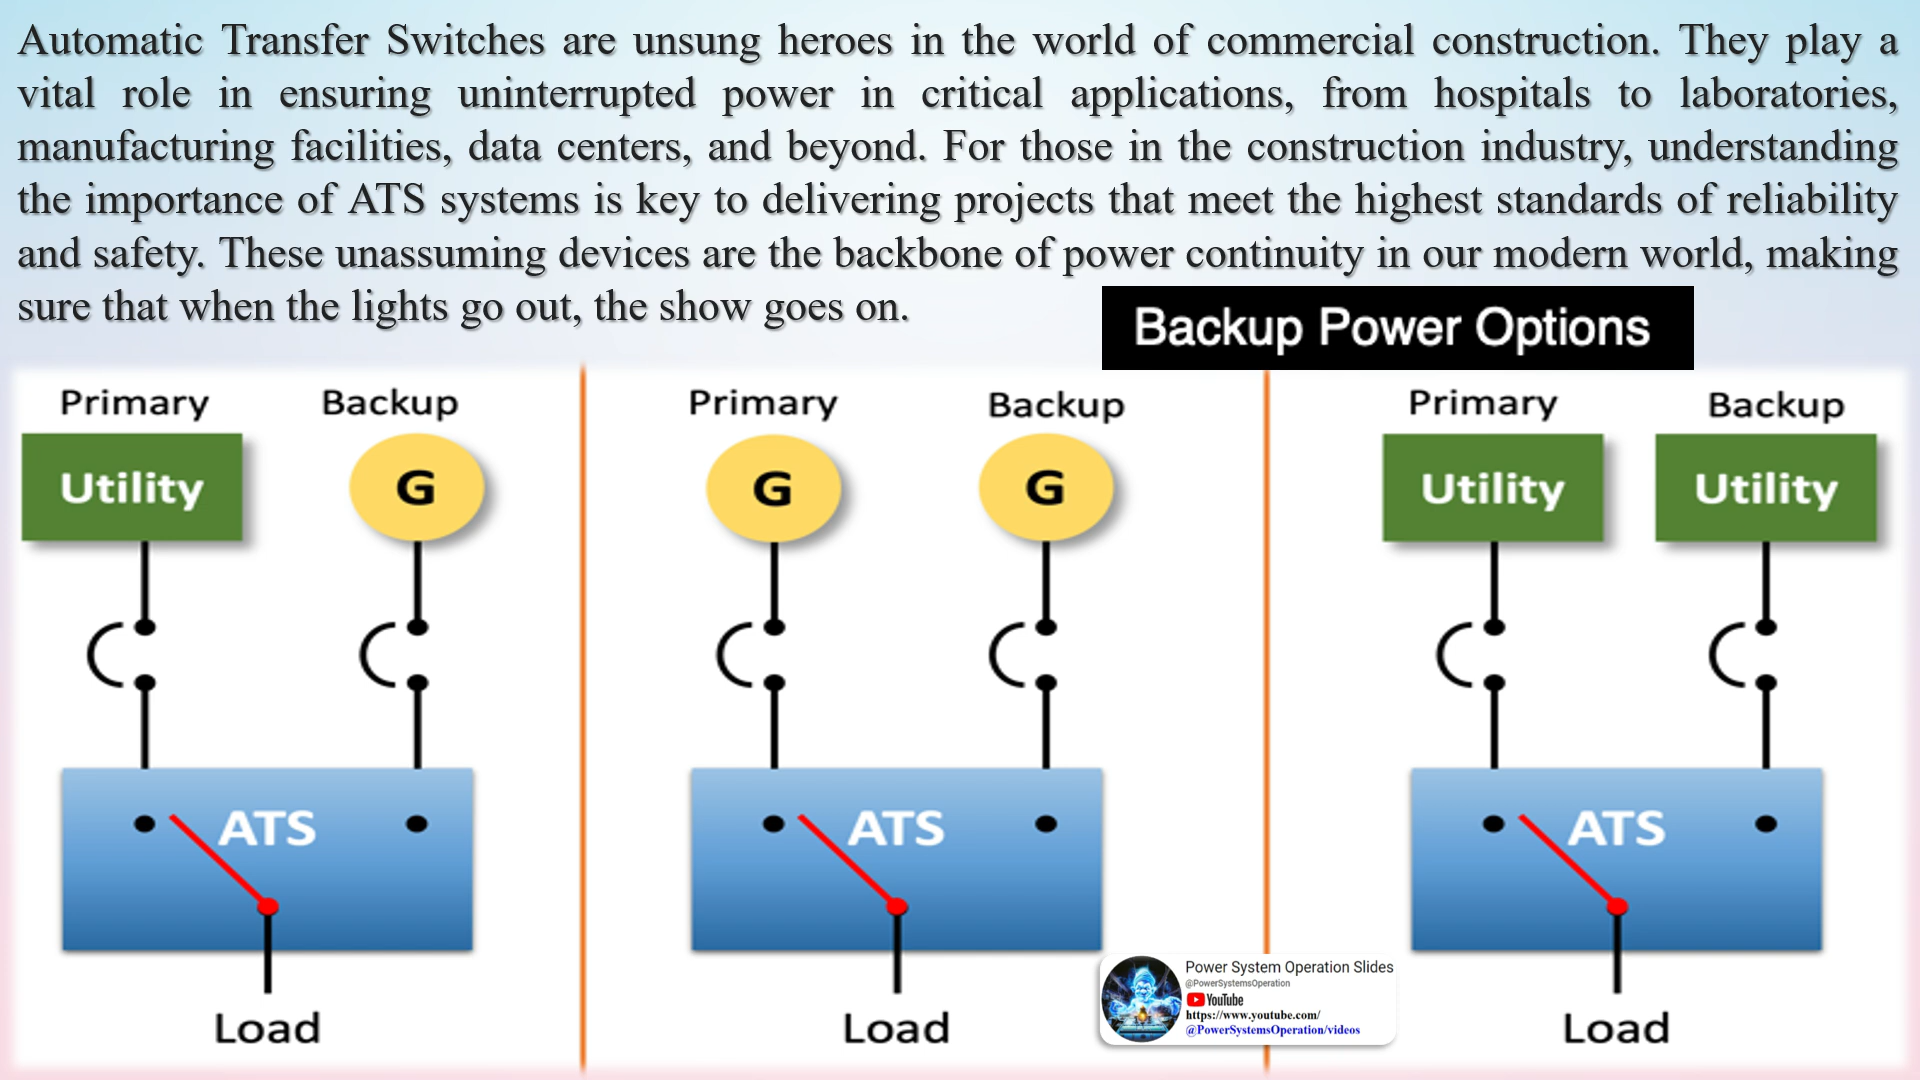 Automatic Transfer Switches are unsung heroes in the world of commercial construction. They play a
vital role in ensuring uninterrupted power in critical applications, from hospitals to laboratories,
manufacturing facilities, data centers, and beyond. For those in the construction industry, understanding
the importance of ATS systems is key to delivering projects that meet the highest standards of reliability
and safety. These unassuming devices are the backbone of power continuity in our modern world, making
sure that when the lights go out, the show goes on.
Backup Power Options
Primary
Backup
Utility
G
ATS
Load
Primary
Backup
G
G
ATS
Load
Primary
Backup
Utility
Utility
ATS
Load
Power System Operation Slides
@PowerSystemsOperation
YouTube
https://www.youtube.com/
@PowerSystemsOperation/videos